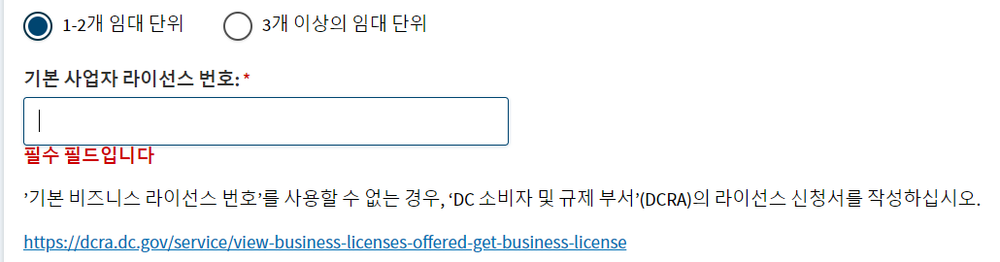 1-2개 임대 단위 3개 이상의 임대 단위
기본 사업자 라이선스 번호: *
필수 필드입니다
’기본 비즈니스 라이선스 번호’를 사용할 수 없는 경우, ‘DC 소비자 및 규제 부서’(DCRA)의 라이선스 신청서를 작성하십시오.
https://dcra.dc.gov/service/view-business-licenses-offered-get-business-license